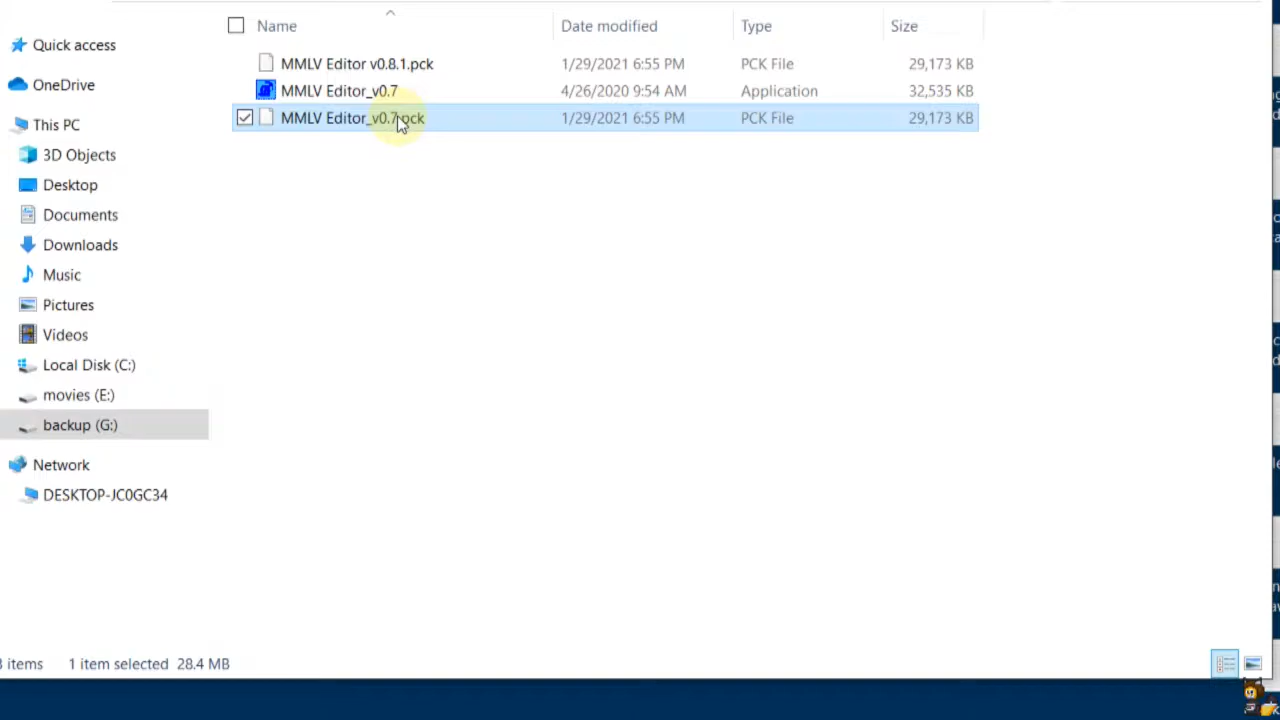 Name Date modified Type Size
Quick access
MMLV Editor v0.8.1.pck 1/29/2021 6:55 PM PCK File 29,173 KB
OneDrive
MMLV Editor_v0.7 4/26/2020 9:54 AM Application 32,535 KB
This PC
MMLV Editor_v0.7.pck 1/29/2021 6:55 PM PCK File 29,173 KB
3D Objects
Desktop
Documents
Downloads
Music
Pictures
Videos
Local Disk (C:)
movies (E:)
backup (G:)
Network
DESKTOP-JC0GC34
3 items 1 item selected 28.4 MB